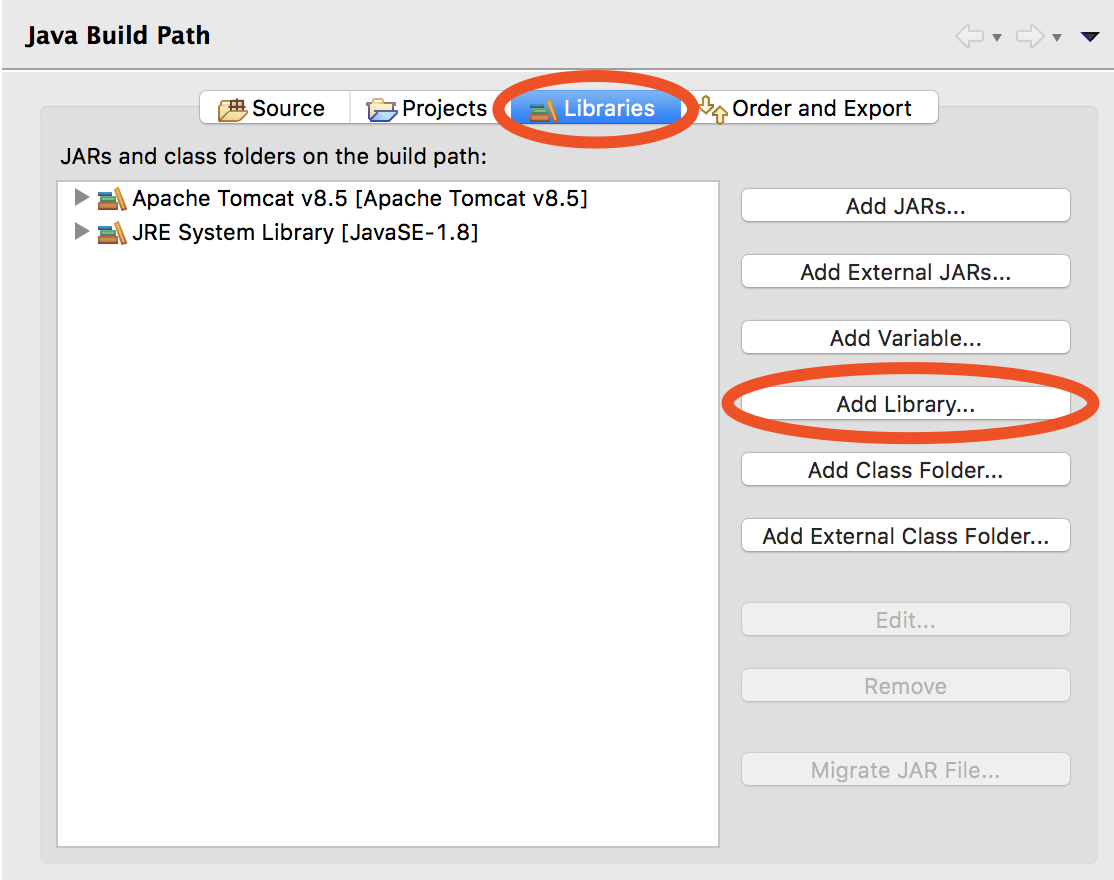 Java Build Path
Source Projects Libraries Order and Export
JARs and class folders on the build path:
Apache Tomcat v8.5 [Apache Tomcat v8.5]
JRE System Library [JavaSE-1.8]
Add JARs...
Add External JARs...
Add Variable...
Add Library...
Add Class Folder...
Add External Class Folder...
Edit...
Remove
Migrate JAR File...